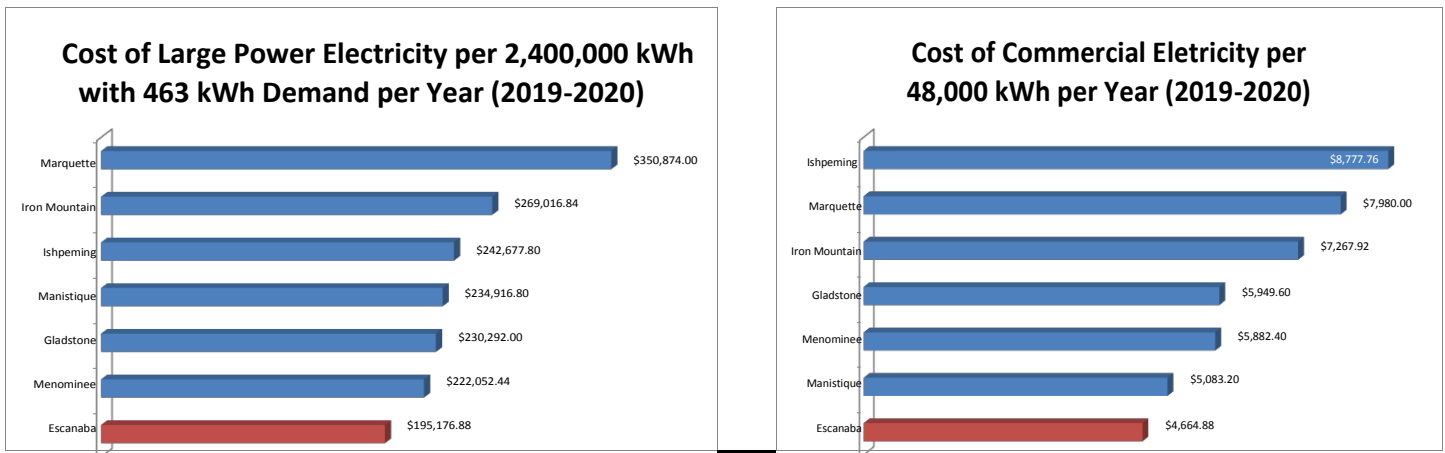 Cost of Large Power Electricity per 2,400,000 kWh
with 463 kWh Demand per Year (2019-2020)
Marquette $350,874.00
Iron Mountain $269,016.84
Ishpeming $242,677.80
Manistique $234,916.80
Gladstone $230,292.00
Menominee $222,052.44
Escanaba $195,176.88
Cost of Commercial Eletricity per
48,000 kWh per Year (2019-2020)
Ishpeming $8,777.76
Marquette $7,980.00
Iron Mountain $7,267.92
Gladstone $5,949.60
Menominee $5,882.40
Manistique $5,083.20
Escanaba $4,664.88